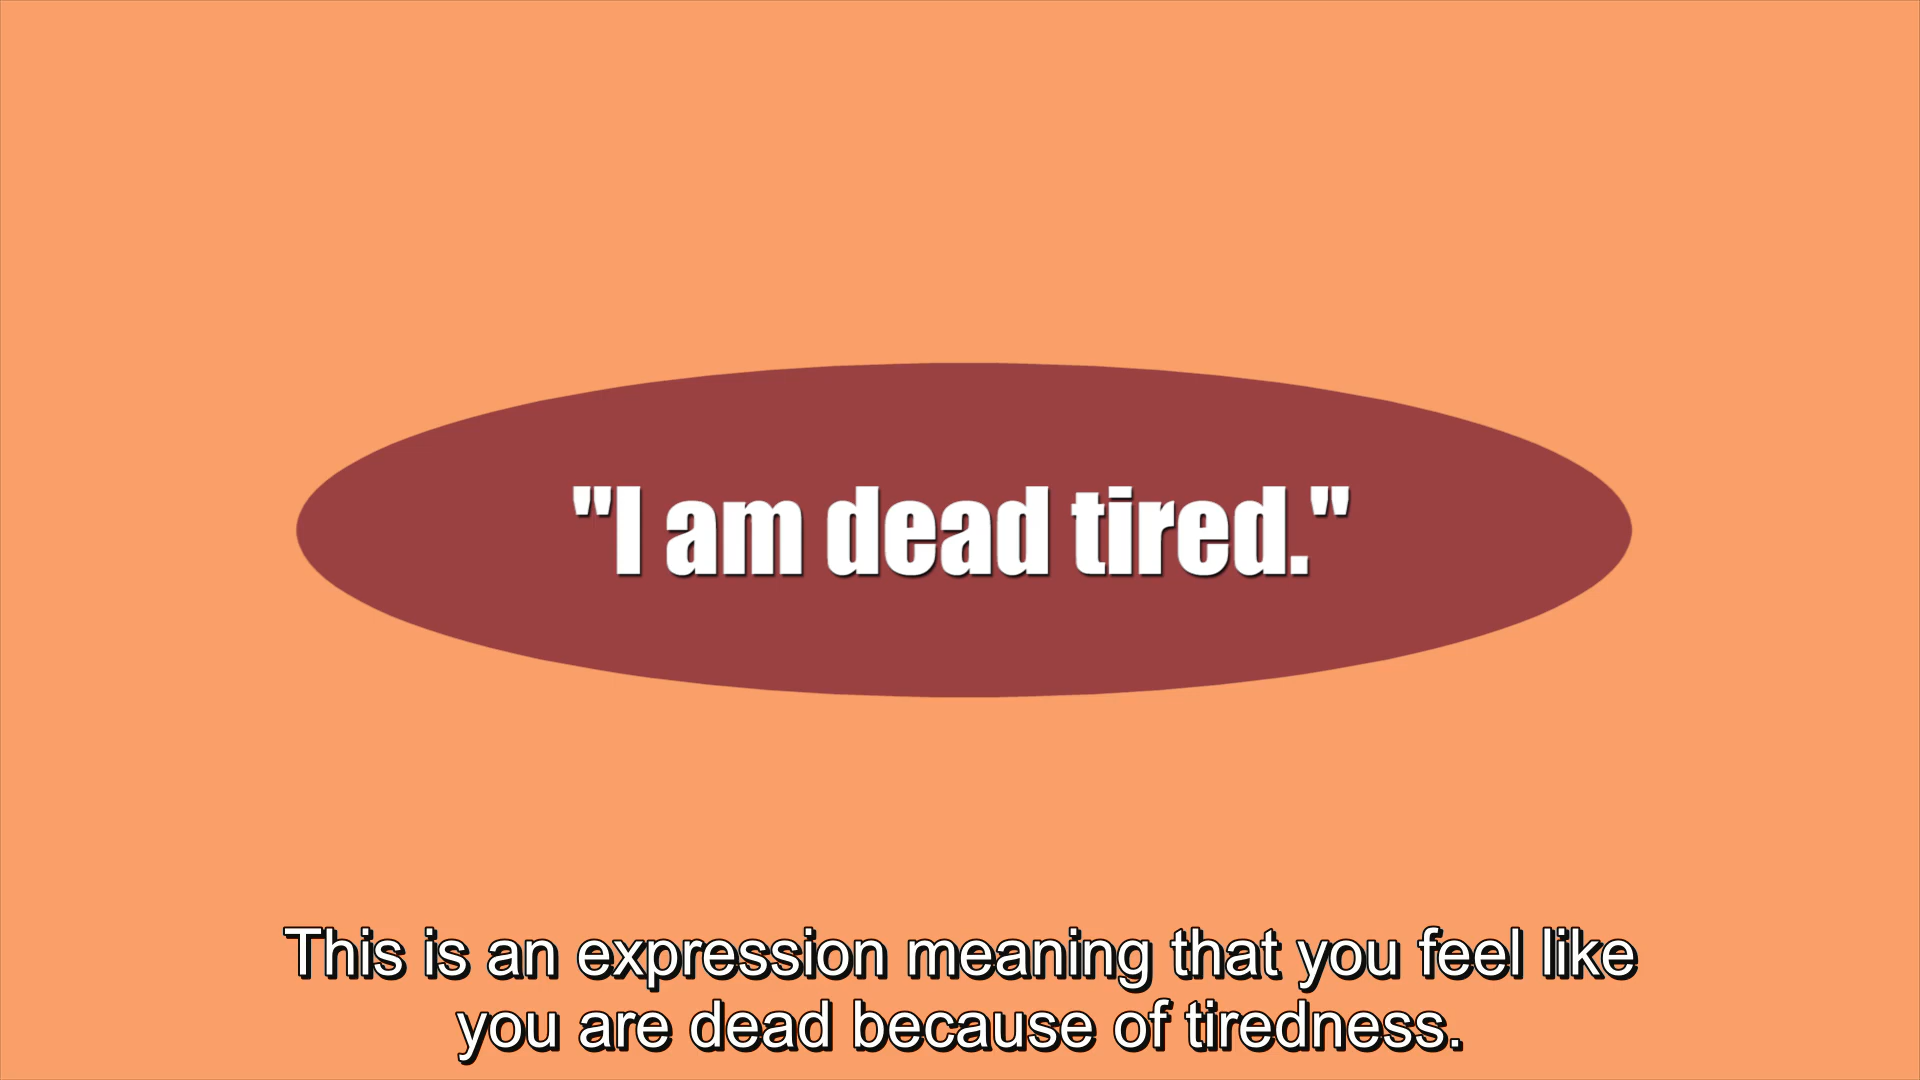 "I am dead tired."
This is an expression meaning that you feel like
you are dead because of tiredness.